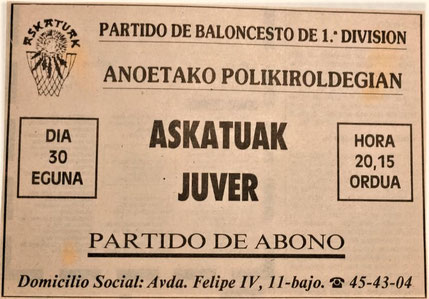 ASKATUAK
PARTIDO DE BALONCESTO DE 1.ª DIVISION
ANOETAKO POLIKIROLDEGIAN
DIA
30
EGUNA
ASKATUAK
JUVER
HORA
20,15
ORDUA
PARTIDO DE ABONO
Domicilio Social: Avda. Felipe IV, 11-bajo. ☎ 45-43-04